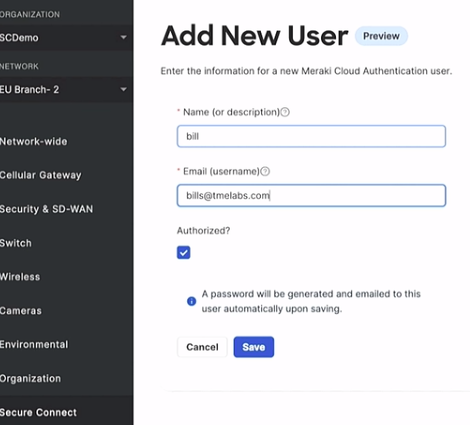 ORGANIZATION
SCDemo
NETWORK
EU Branch- 2
Network-wide
Cellular Gateway
Security & SD-WAN
Switch
Wireless
Cameras
Environmental
Organization
Secure Connect
Add New User Preview
Enter the information for a new Meraki Cloud Authentication user.
* Name (or description)?
bill
* Email (username)?
bills@tmelabs.com
Authorized?
A password will be generated and emailed to this
user automatically upon saving.
Cancel Save